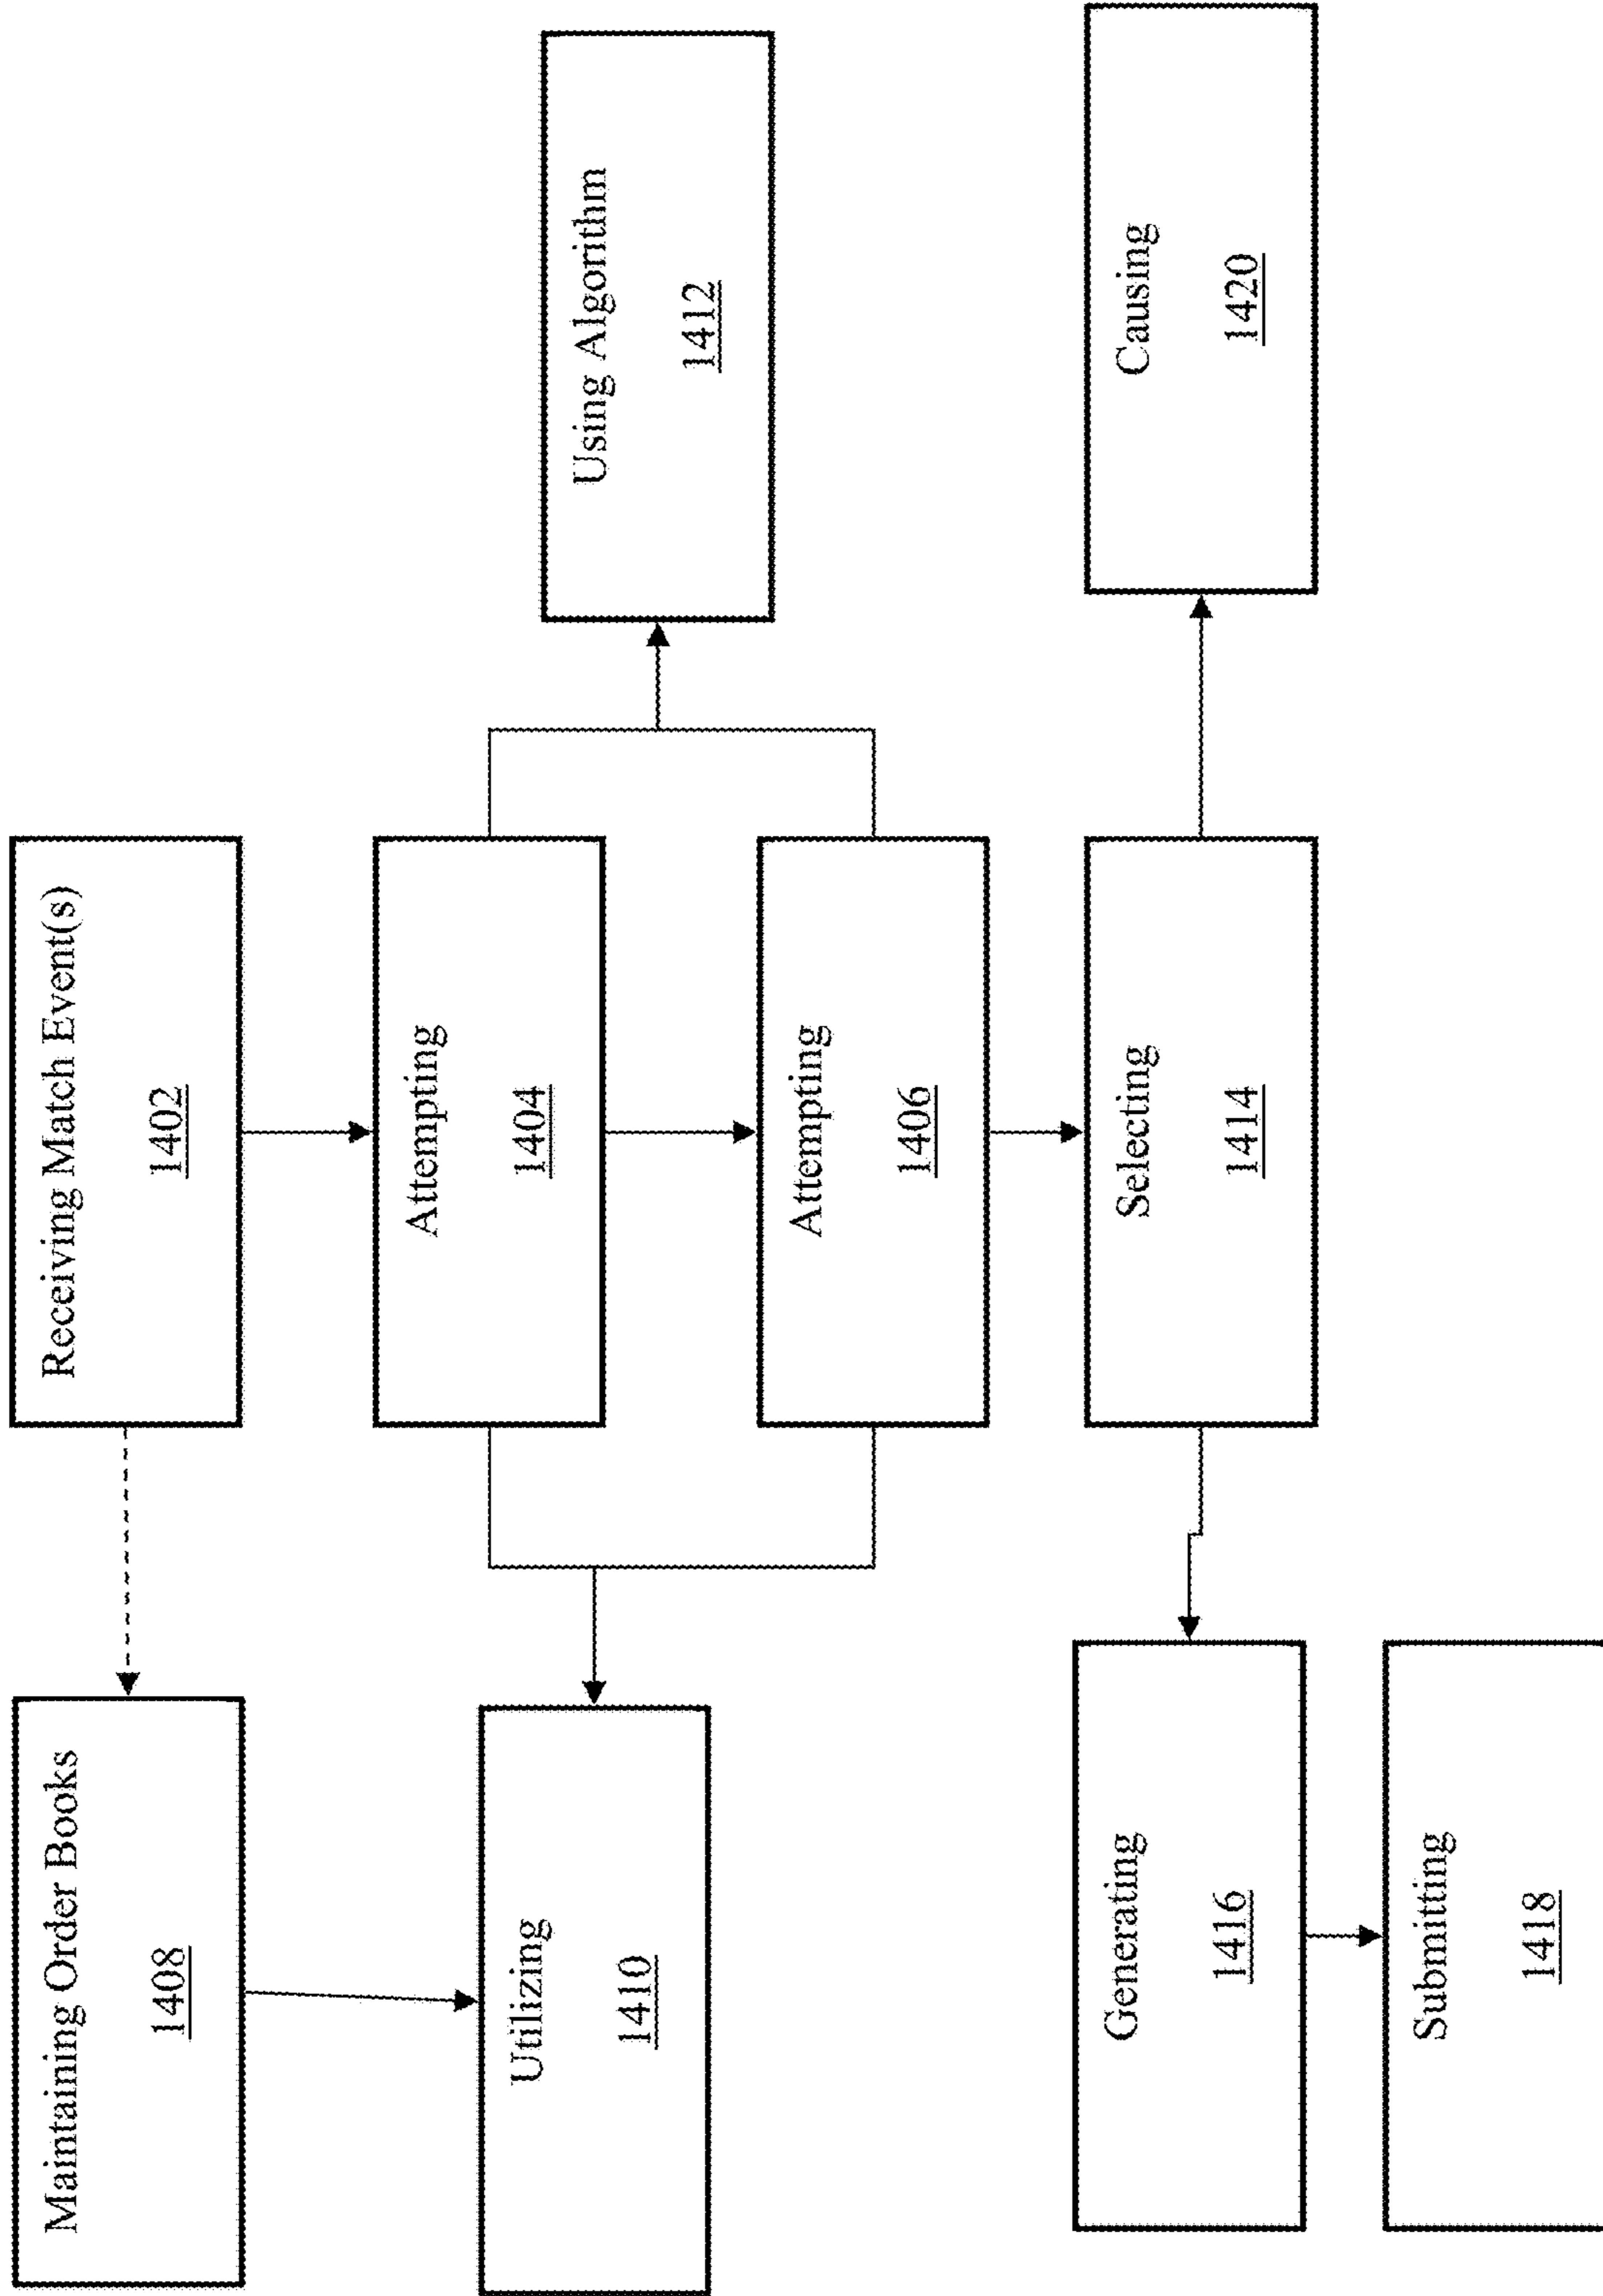 Maintaining Order Books
1408
Receiving Match Event(s)
1402
Utilizing
1410
Attempting
1404
Using Algorithm
1412
Attempting
1406
Generating
1416
Selecting
1414
Causing
1420
Submitting
1418